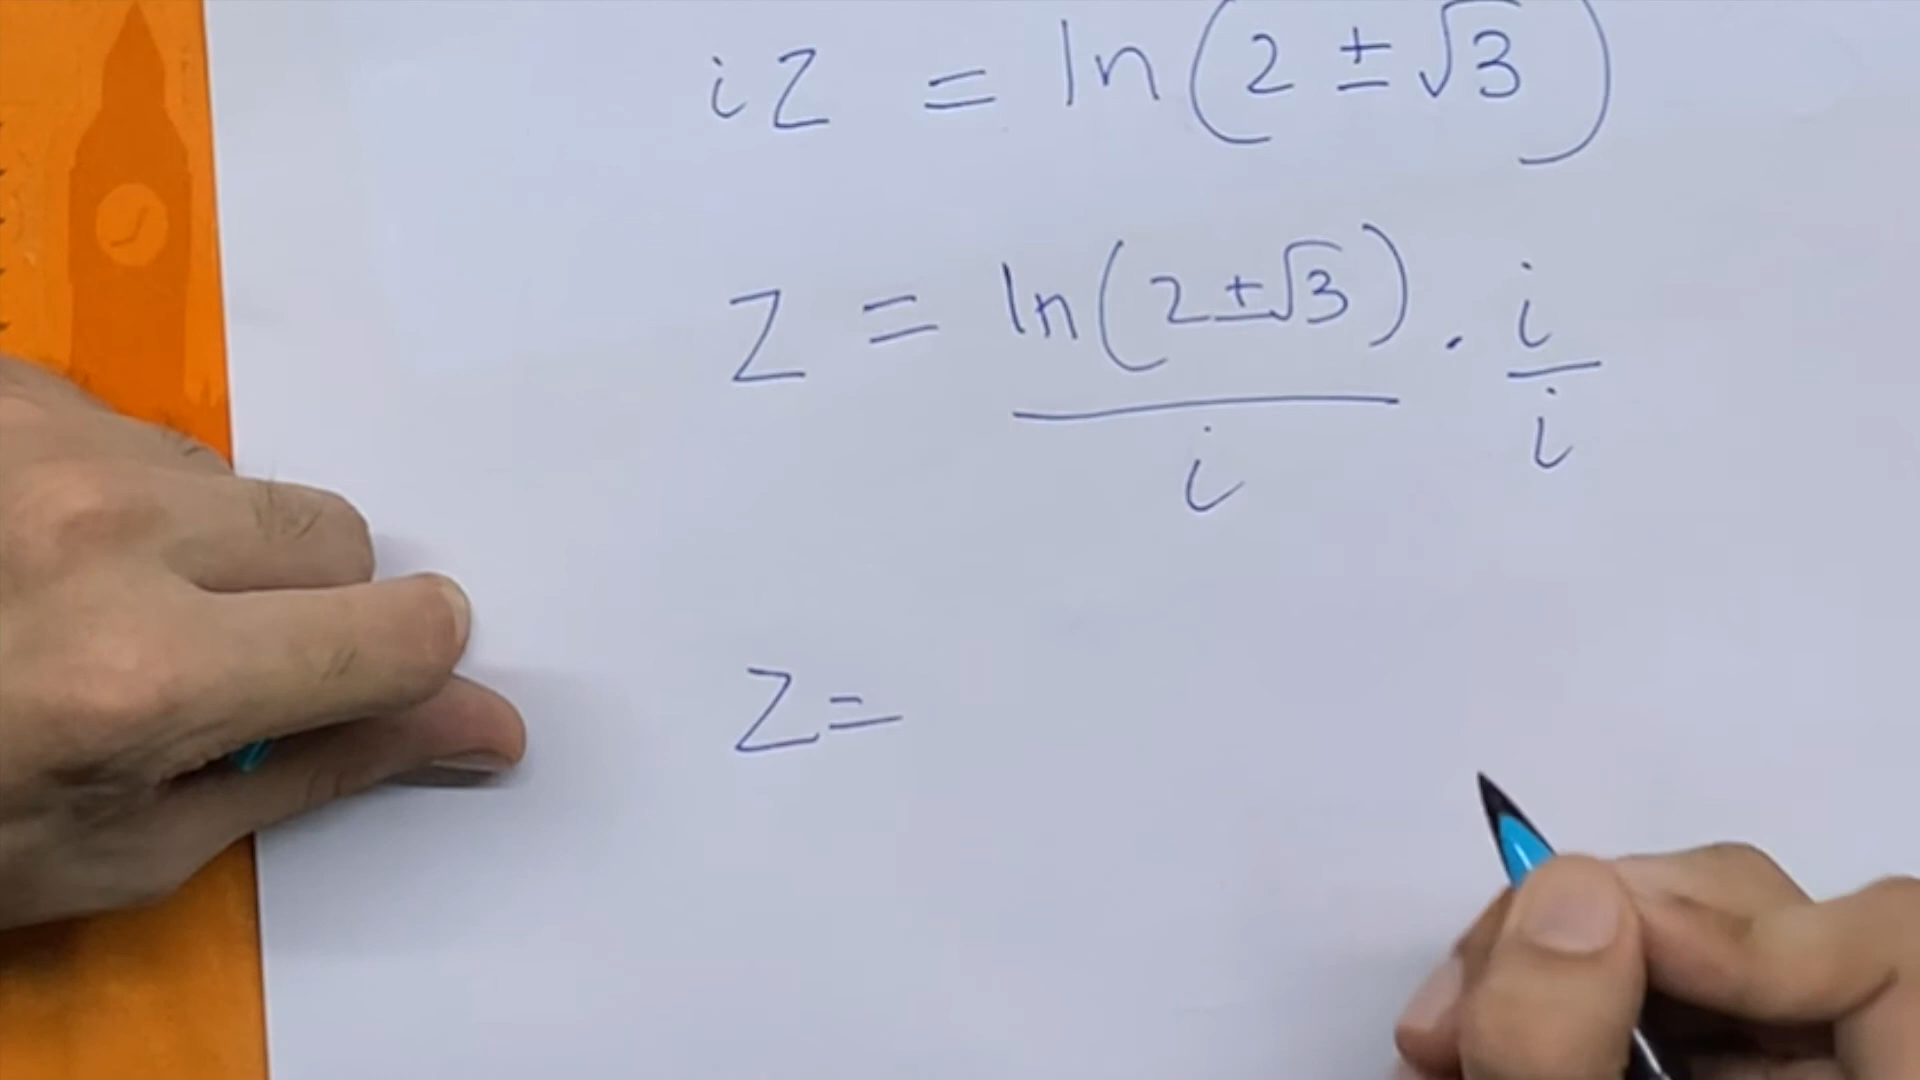 iz = ln(2 ± √3)
z = ln(2 ± √3) / i · i / i
z =